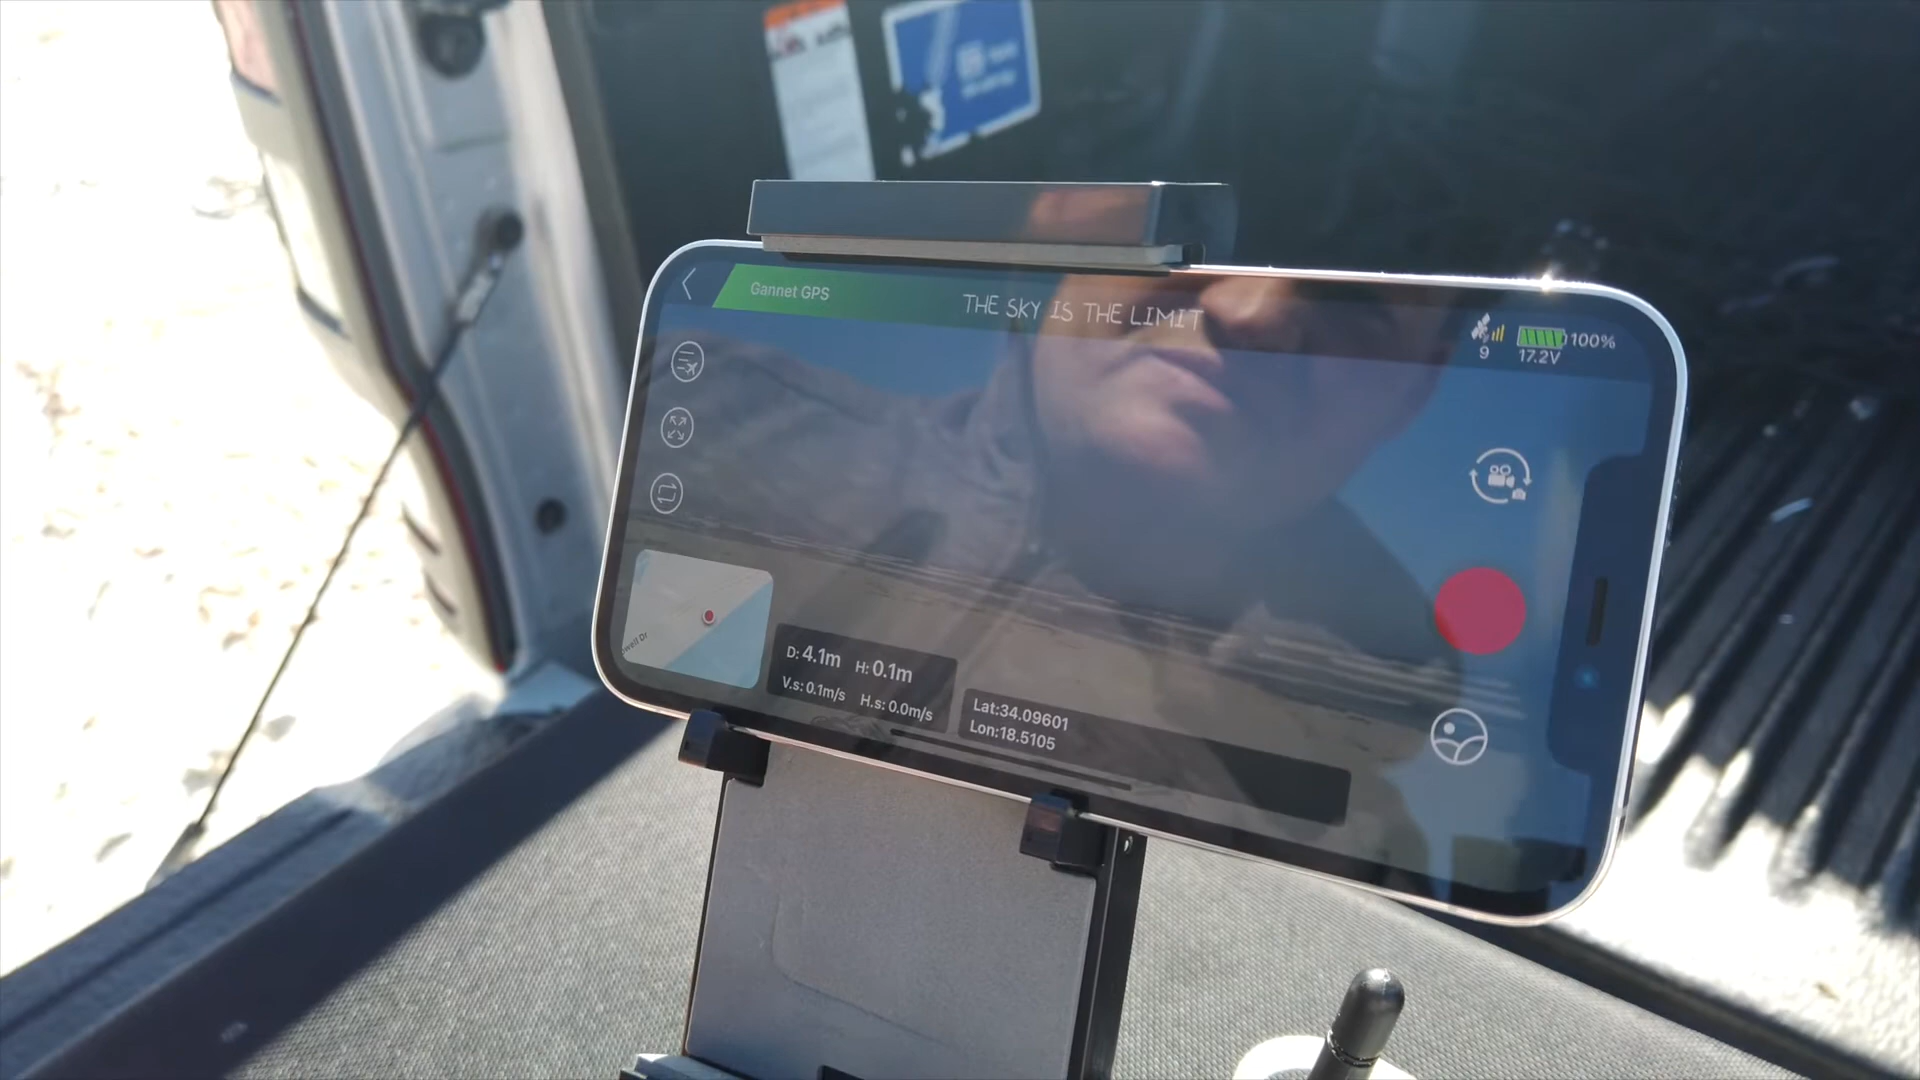 Gannet GPS
THE SKY IS THE LIMIT
9
100%
17.2V
D: 4.1m H: 0.1m
V.s: 0.1m/s H.s: 0.0m/s
Lat:34.09601
Lon:18.5105
Dr